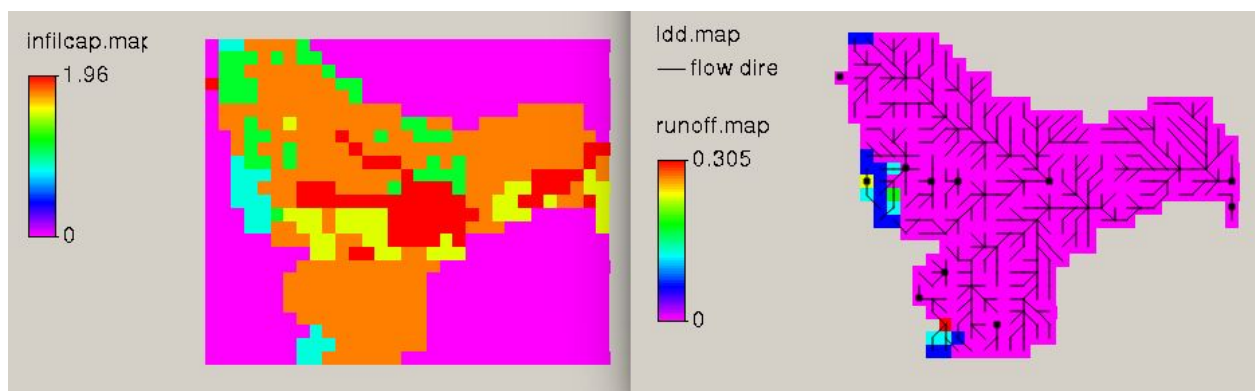 infilcap.map
1.96
0
ldd.map
flow dire
runoff.map
0.305
0